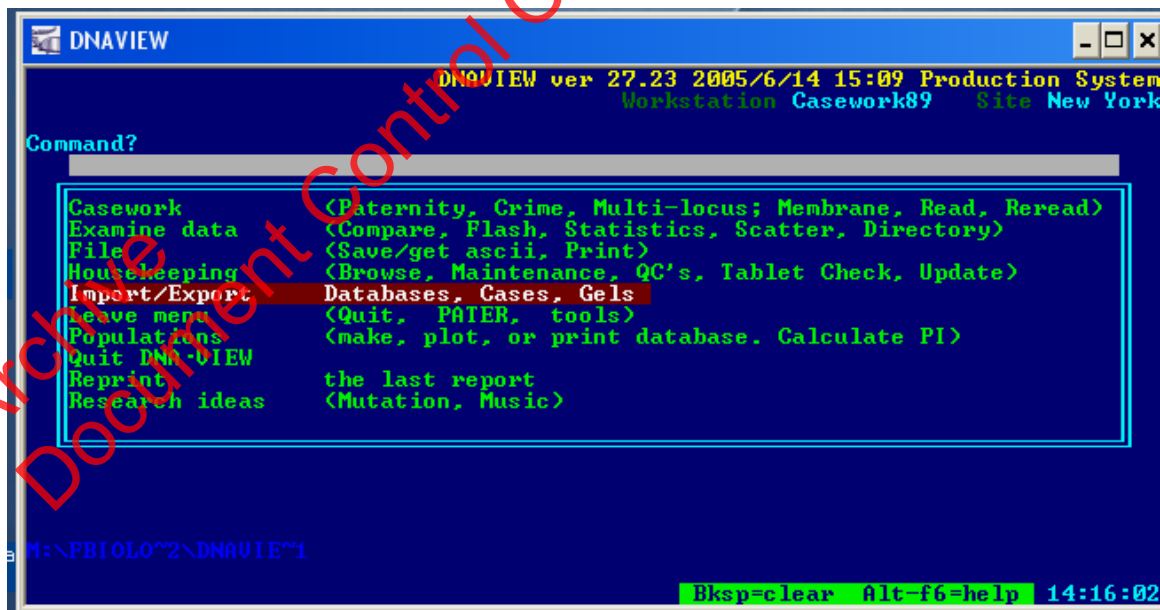 DNAVIEW
DNAVIEW ver 27.23 2005/6/14 15:09 Production System
Workstation Casework89 Site New York
Command?
Casework (Paternity, Crime, Multi-locus; Membrane, Read, Reread)
Examine data (Compare, Flash, Statistics, Scatter, Directory)
File (Save/get ascii, Print)
Housekeeping (Browse, Maintenance, QC's, Tablet Check, Update)
Import/Export Databases, Cases, Gels
Leave menu (Quit, PATER, tools)
Populations (make, plot, or print database. Calculate PI)
Quit DNA·VIEW
Reprint the last report
Research ideas (Mutation, Music)
M:\FBIOLO~2\DNAVIE~1
Bksp=clear Alt-f6=help 14:16:02
Archive
Document Control